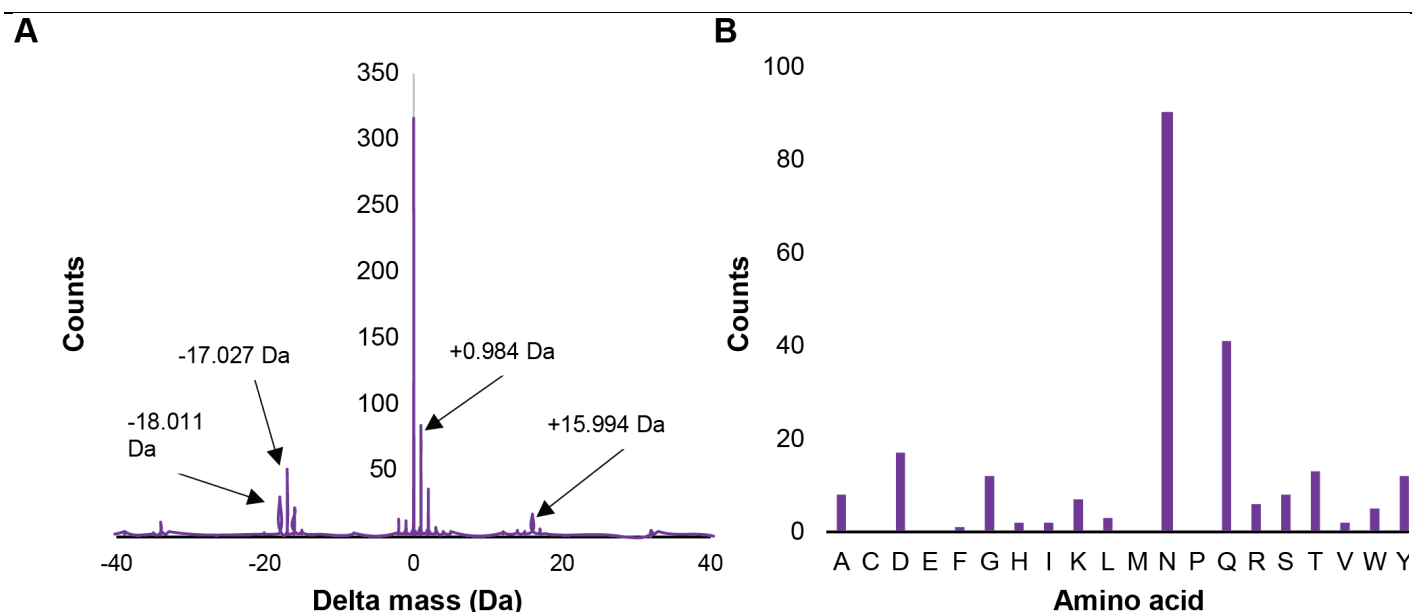 A
350
300
250
200
150
100
50
Counts
-17.027 Da
-18.011
Da
+0.984 Da
+15.994 Da
-40
-20
0
20
40
Delta mass (Da)
B
100
80
60
40
20
0
Counts
A C D E F G H I K L M N P Q R S T V W Y
Amino acid